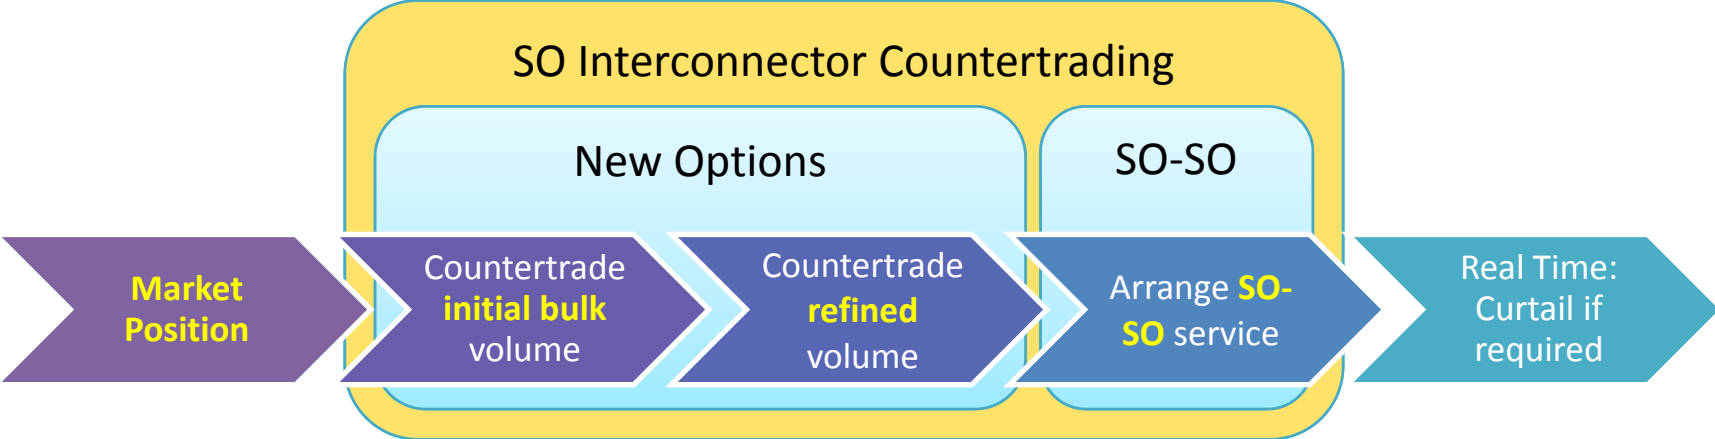 SO Interconnector Countertrading
New Options
SO-SO
Market
Position
Countertrade
initial bulk
volume
Countertrade
refined
volume
Arrange SO-
SO service
Real Time:
Curtail if
required